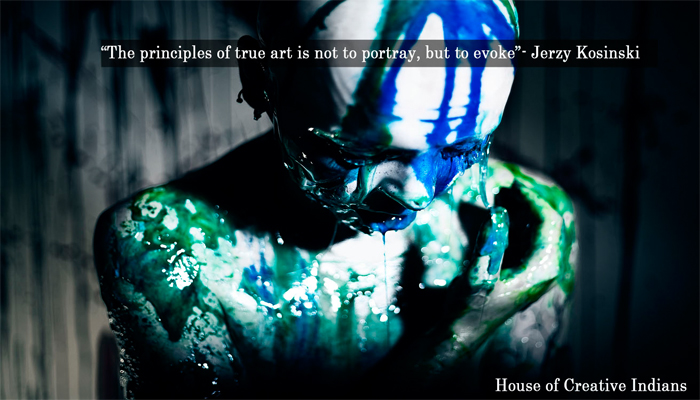 “The principles of true art is not to portray, but to evoke”- Jerzy Kosinski
House of Creative Indians